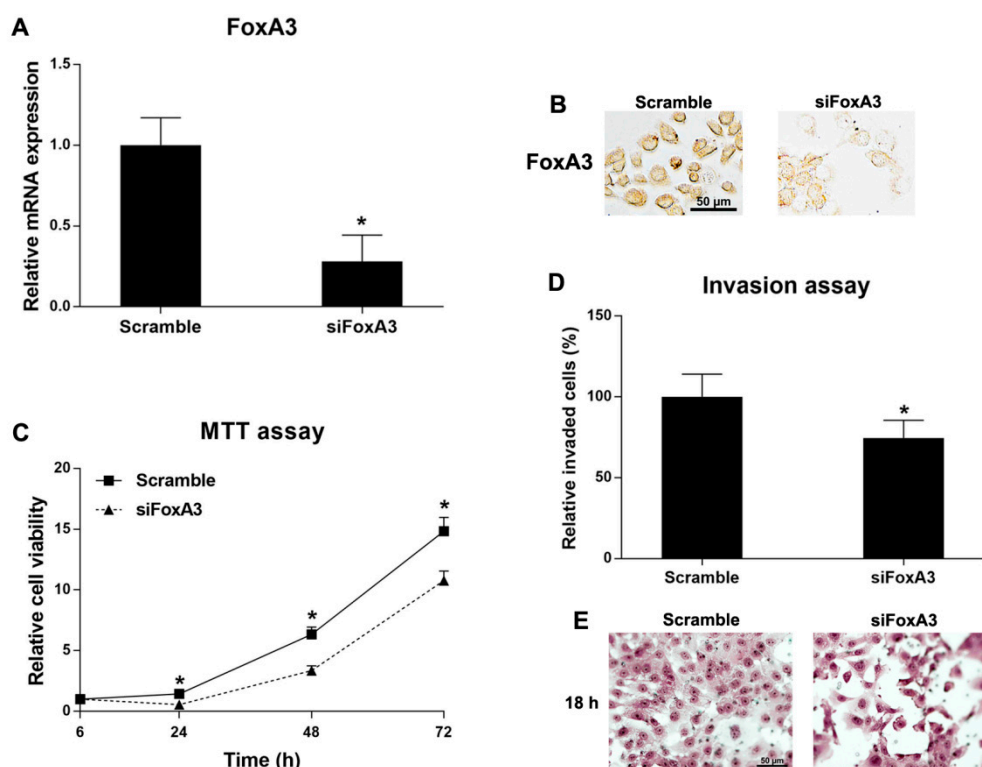 A
FoxA3
Relative mRNA expression
1.5
1.0
0.5
0.0
*
Scramble
siFoxA3
B
Scramble
siFoxA3
FoxA3
50 µm
C
MTT assay
Relative cell viability
20
15
10
5
0
Scramble
siFoxA3
*
*
*
6
24
48
72
Time (h)
D
Invasion assay
Relative invaded cells (%)
150
100
50
0
*
Scramble
siFoxA3
E
Scramble
siFoxA3
18 h
50 µm